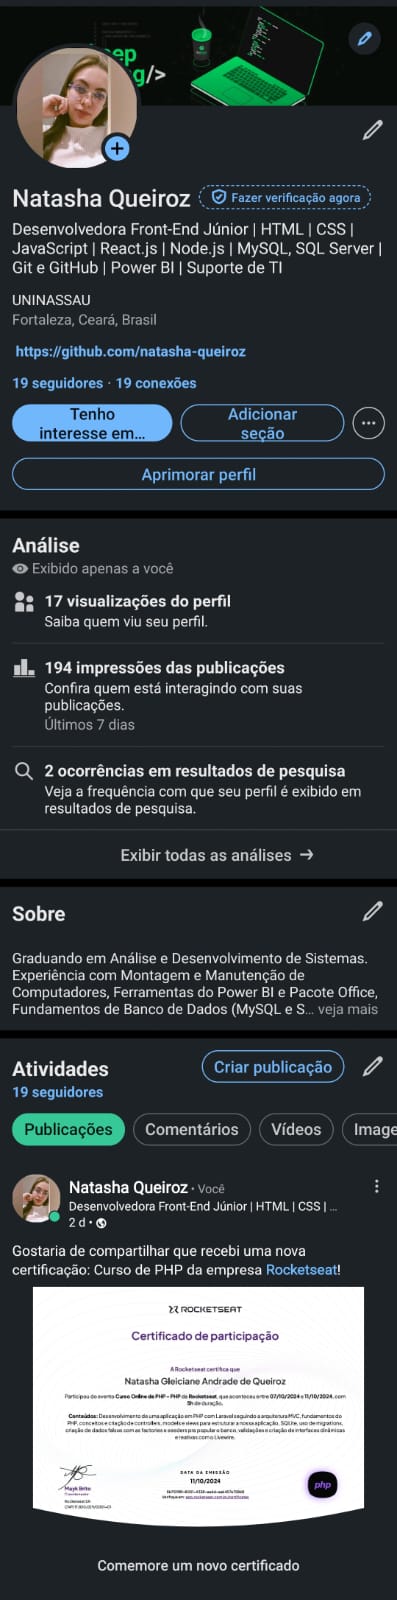 eep
g/>
Natasha Queiroz Fazer verificação agora
Desenvolvedora Front-End Júnior | HTML | CSS |
JavaScript | React.js | Node.js | MySQL, SQL Server |
Git e GitHub | Power BI | Suporte de TI
UNINASSAU
Fortaleza, Ceará, Brasil
https://github.com/natasha-queiroz
19 seguidores · 19 conexões
Tenho
interesse em...
Adicionar
seção
Aprimorar perfil
Análise
Exibido apenas a você
17 visualizações do perfil
Saiba quem viu seu perfil.
194 impressões das publicações
Confira quem está interagindo com suas
publicações.
Últimos 7 dias
2 ocorrências em resultados de pesquisa
Veja a frequência com que seu perfil é exibido em
resultados de pesquisa.
Exibir todas as análises →
Sobre
Graduando em Análise e Desenvolvimento de Sistemas.
Experiência com Montagem e Manutenção de
Computadores, Ferramentas do Power BI e Pacote Office,
Fundamentos de Banco de Dados (MySQL e S... veja mais
Atividades
Criar publicação
19 seguidores
Publicações Comentários Vídeos Image
Natasha Queiroz • Você
Desenvolvedora Front-End Júnior | HTML | CSS | ...
2 d •
Gostaria de compartilhar que recebi uma nova
certificação: Curso de PHP da empresa Rocketseat!
ROCKETSEAT
Certificado de participação
A Rocketseat certifica que
Natasha Gleiciane Andrade de Queiroz
Participou do evento Curso Online de PHP - PHP da Rocketseat, que aconteceu entre 07/10/2024 e 11/10/2024, com
5h de duração.
Conteúdos: Desenvolvimento de uma aplicação em PHP com Laravel seguindo a arquitetura MVC, fundamentos do
PHP, conceitos e criação de controllers, models e views para estruturar a nossa aplicação. SQLite, uso de migrations,
criação de dados falsos com as factories e seeders pra popular o banco, validações e criação de interfaces dinâmicas
e reativas como Livewire.
Mayk Brito
DATA DA EMISSÃO
11/10/2024
php
Comemore um novo certificado